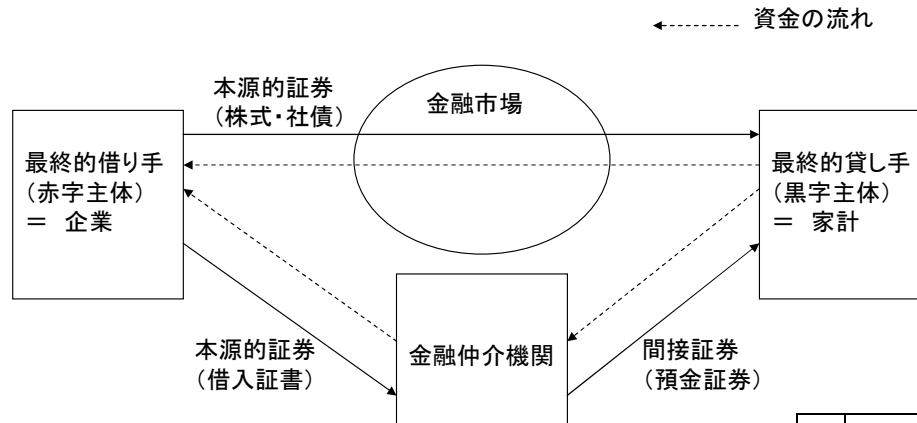 資金の流れ
本源的証券
（株式・社債）
金融市場
最終的借り手
（赤字主体）
＝ 企業
最終的貸し手
（黒字主体）
＝ 家計
本源的証券
（借入証書）
金融仲介機関
間接証券
（預金証券）